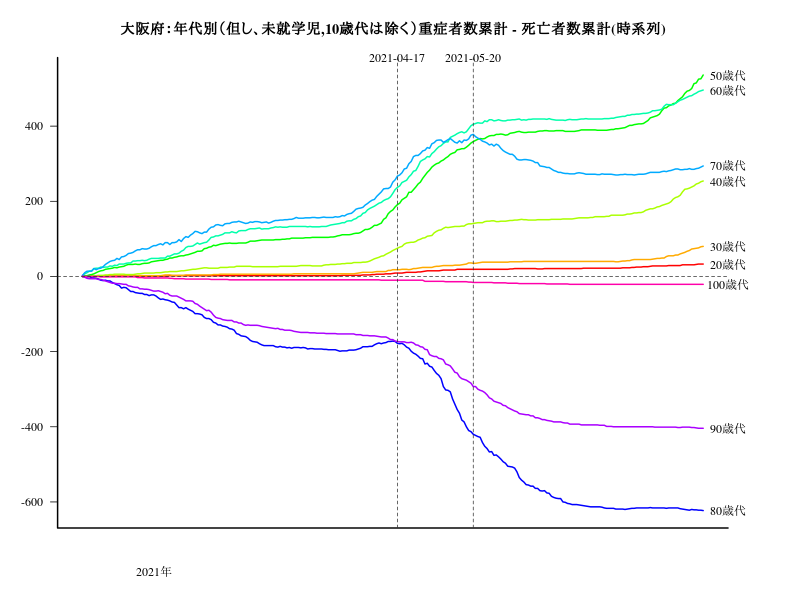 大阪府：年代別（但し、未就学児,10歳代は除く）重症者数累計 - 死亡者数累計(時系列)
2021-04-17 2021-05-20
50歳代
60歳代
400
200
70歳代
40歳代
30歳代
20歳代
0
100歳代
-200
-400
90歳代
-600
80歳代
2021年